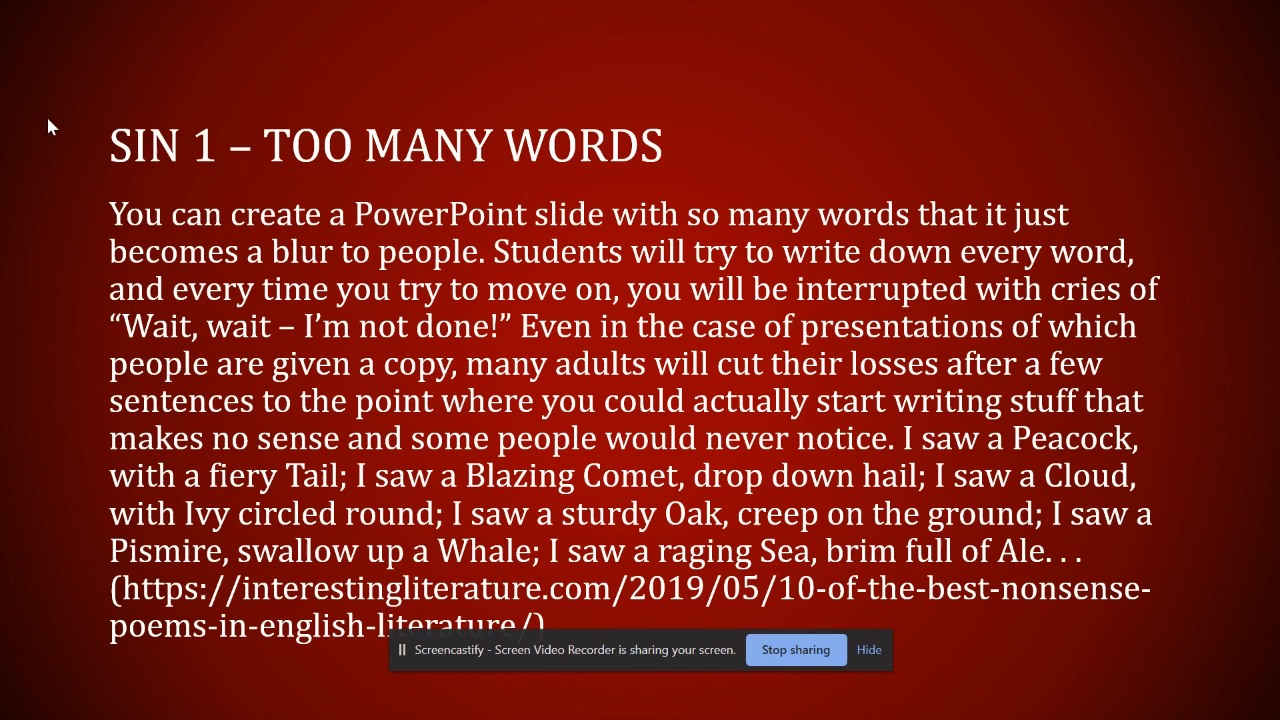 SIN 1 – TOO MANY WORDS
You can create a PowerPoint slide with so many words that it just
becomes a blur to people. Students will try to write down every word,
and every time you try to move on, you will be interrupted with cries of
“Wait, wait – I’m not done!” Even in the case of presentations of which
people are given a copy, many adults will cut their losses after a few
sentences to the point where you could actually start writing stuff that
makes no sense and some people would never notice. I saw a Peacock,
with a fiery Tail; I saw a Blazing Comet, drop down hail; I saw a Cloud,
with Ivy circled round; I saw a sturdy Oak, creep on the ground; I saw a
Pismire, swallow up a Whale; I saw a raging Sea, brim full of Ale. . .
(https://interestingliterature.com/2019/05/10-of-the-best-nonsense-
poems-in-english-literature/)
Screencastify - Screen Video Recorder is sharing your screen. Stop sharing Hide